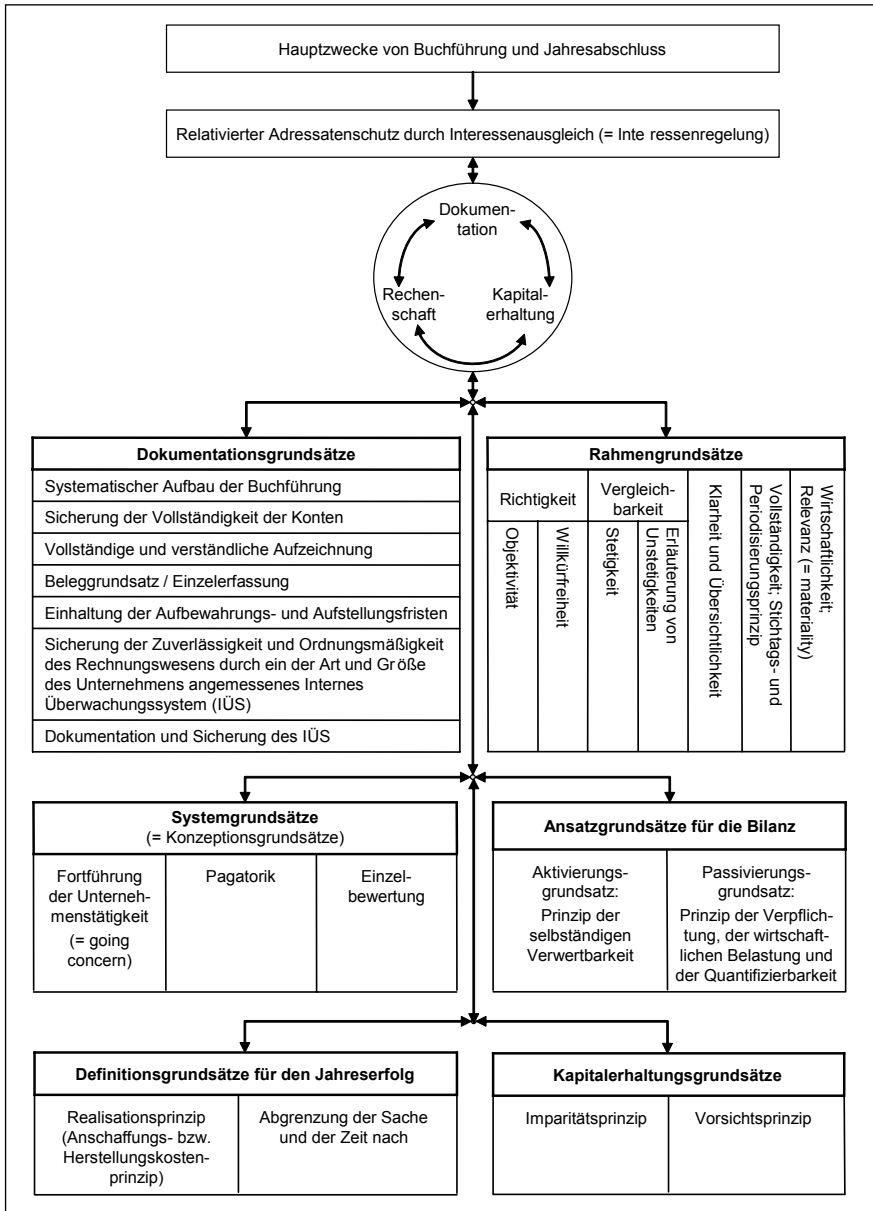 Hauptzwecke von Buchführung und Jahresabschluss
Relativierter Adressatenschutz durch Interessenausgleich (= Inte ressenregelung)
Dokumen-
tation
Rechen-
schaft
Kapital-
erhaltung
Dokumentationsgrundsätze
Systematischer Aufbau der Buchführung
Sicherung der Vollständigkeit der Konten
Vollständige und verständliche Aufzeichnung
Beleggrundsatz / Einzelerfassung
Einhaltung der Aufbewahrungs- und Aufstellungsfristen
Sicherung der Zuverlässigkeit und Ordnungsmäßigkeit
des Rechnungswesens durch ein der Art und Größe
des Unternehmens angemessenes Internes
Überwachungssystem (IÜS)
Dokumentation und Sicherung des IÜS
Rahmengrundsätze
Richtigkeit
Objektivität
Willkürfreiheit
Vergleich-
barkeit
Stetigkeit
Erläuterung von
Unstetigkeiten
Klarheit und Übersichtlichkeit
Vollständigkeit; Stichtags- und
Periodisierungsprinzip
Wirtschaftlichkeit;
Relevanz (= materiality)
Systemgrundsätze
(= Konzeptionsgrundsätze)
Fortführung
der Unterneh-
menstätigkeit
(= going
concern)
Pagatorik
Einzel-
bewertung
Ansatzgrundsätze für die Bilanz
Aktivierungs-
grundsatz:
Prinzip der
selbständigen
Verwertbarkeit
Passivierungs-
grundsatz:
Prinzip der Verpflich-
tung, der wirtschaft-
lichen Belastung und
der Quantifizierbarkeit
Definitionsgrundsätze für den Jahreserfolg
Realisationsprinzip
(Anschaffungs- bzw.
Herstellungskosten-
prinzip)
Abgrenzung der Sache
und der Zeit nach
Kapitalerhaltungsgrundsätze
Imparitätsprinzip
Vorsichtsprinzip